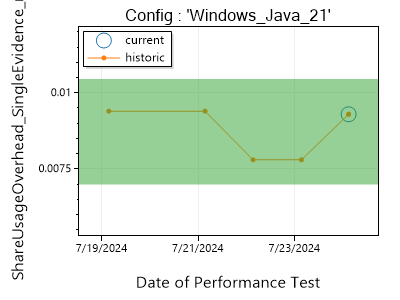 Config : 'Windows_Java_21'
current
historic
0.01
0.0075
ShareUsageOverhead_SingleEvidence_
7/19/2024
7/21/2024
7/23/2024
Date of Performance Test